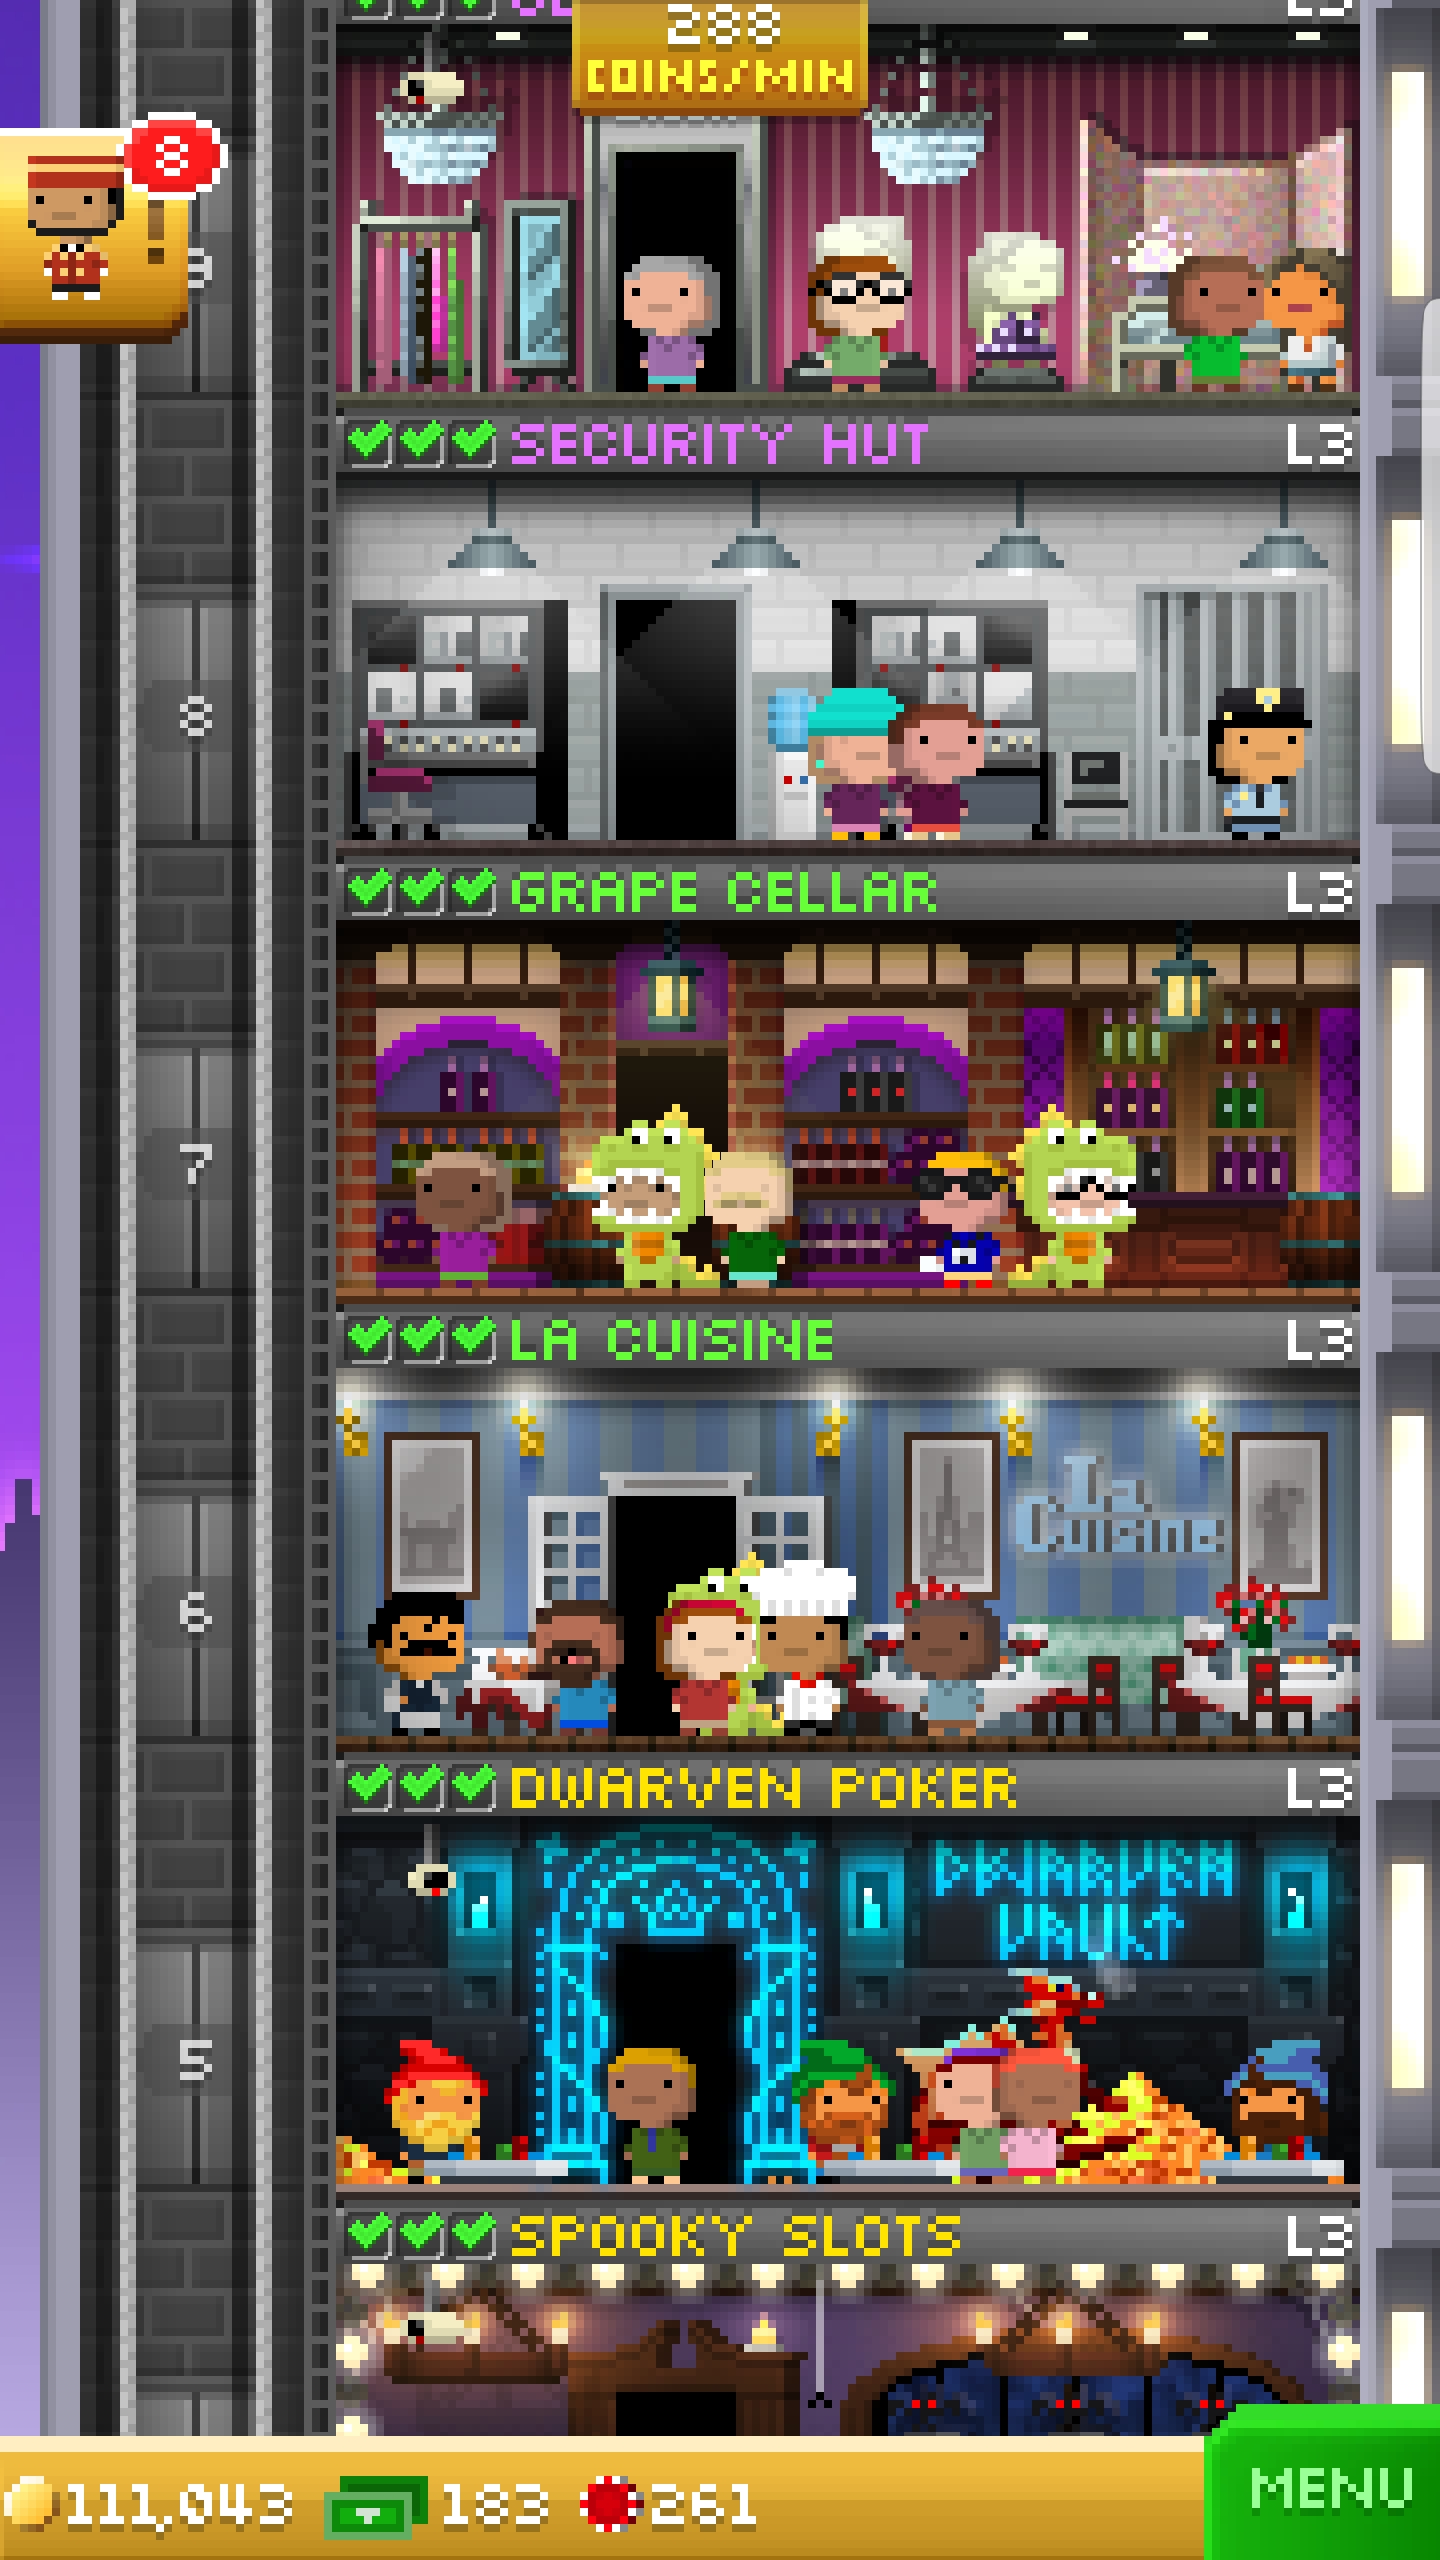 L3
288
COINS/MIN
8
9
SECURITY HUT L3
8
GRAPE CELLAR L3
7
LA CUISINE L3
La
Cuisine
6
DWARVEN POKER L3
DWARVEN
VAULT
5
SPOOKY SLOTS L3
111,043 183 261
MENU